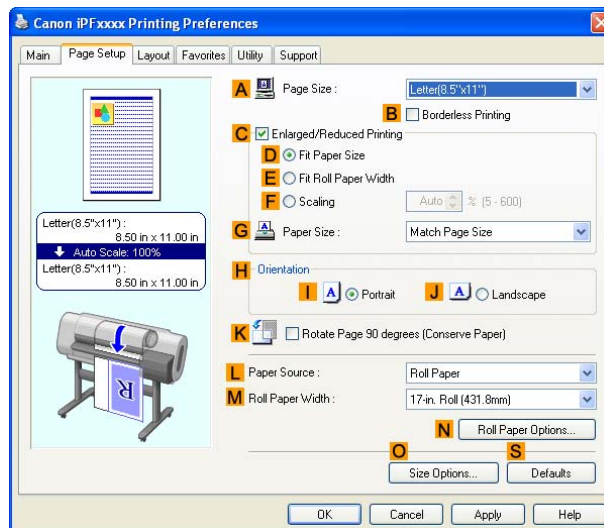 Canon iPFxxxx Printing Preferences
Main Page Setup Layout Favorites Utility Support
A Page Size : Letter(8.5"x11")
B Borderless Printing
C Enlarged/Reduced Printing
D Fit Paper Size
E Fit Roll Paper Width
F Scaling Auto % (5 - 600)
G Paper Size : Match Page Size
Letter(8.5"x11") :
8.50 in x 11.00 in
Auto Scale: 100%
Letter(8.5"x11") :
8.50 in x 11.00 in
H Orientation
I A Portrait J A Landscape
K Rotate Page 90 degrees (Conserve Paper)
R
L Paper Source : Roll Paper
M Roll Paper Width : 17-in. Roll (431.8mm)
N Roll Paper Options...
O S
Size Options... Defaults
OK Cancel Apply Help